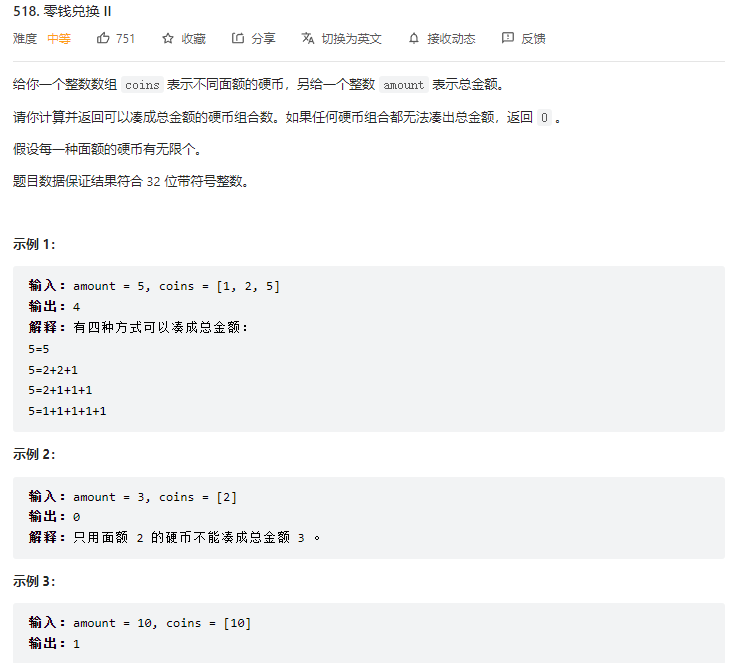 518. 零钱兑换 II
难度 中等 751 收藏 分享 切换为英文 接收动态 反馈
给你一个整数数组 coins 表示不同面额的硬币，另给一个整数 amount 表示总金额。
请你计算并返回可以凑成总金额的硬币组合数。如果任何硬币组合都无法凑出总金额，返回 0 。
假设每一种面额的硬币有无限个。
题目数据保证结果符合 32 位带符号整数。
示例 1：
输入：amount = 5, coins = [1, 2, 5]
输出：4
解释：有四种方式可以凑成总金额：
5=5
5=2+2+1
5=2+1+1+1
5=1+1+1+1+1
示例 2：
输入：amount = 3, coins = [2]
输出：0
解释：只用面额 2 的硬币不能凑成总金额 3 。
示例 3：
输入：amount = 10, coins = [10]
输出：1